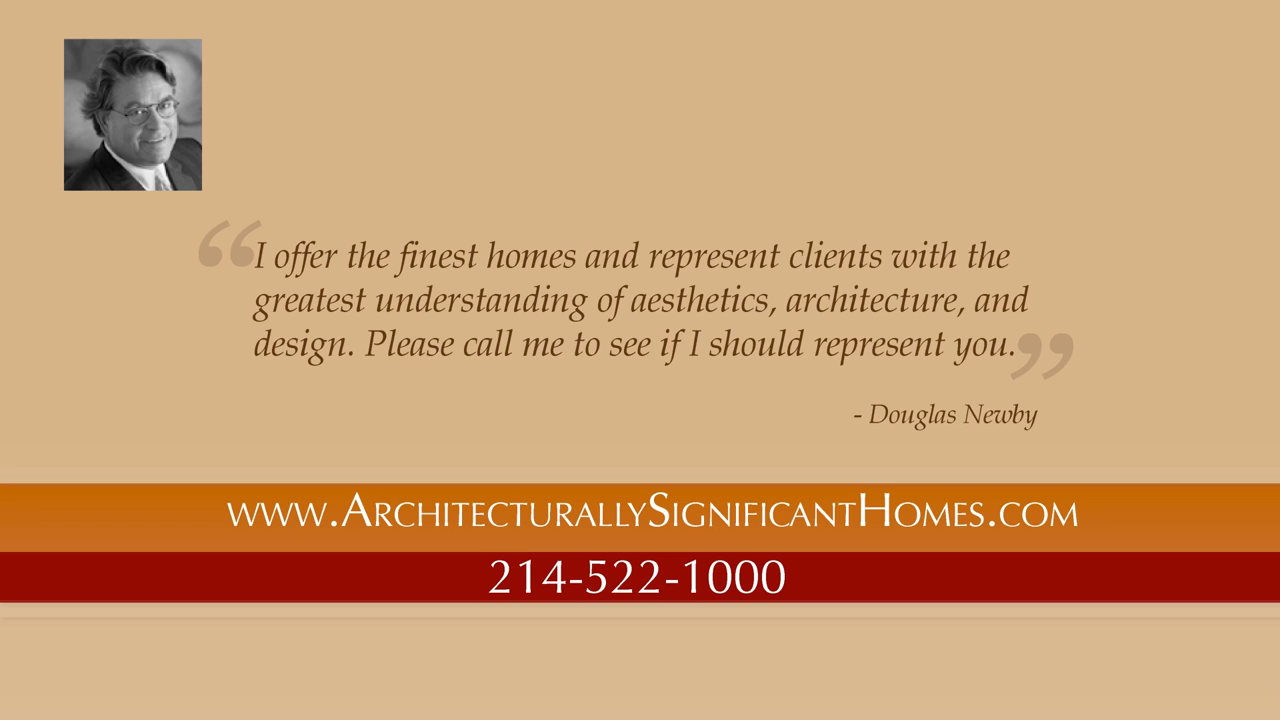 “I offer the finest homes and represent clients with the
greatest understanding of aesthetics, architecture, and
design. Please call me to see if I should represent you.”
- Douglas Newby
www.ArchitecturallySignificantHomes.com
214-522-1000